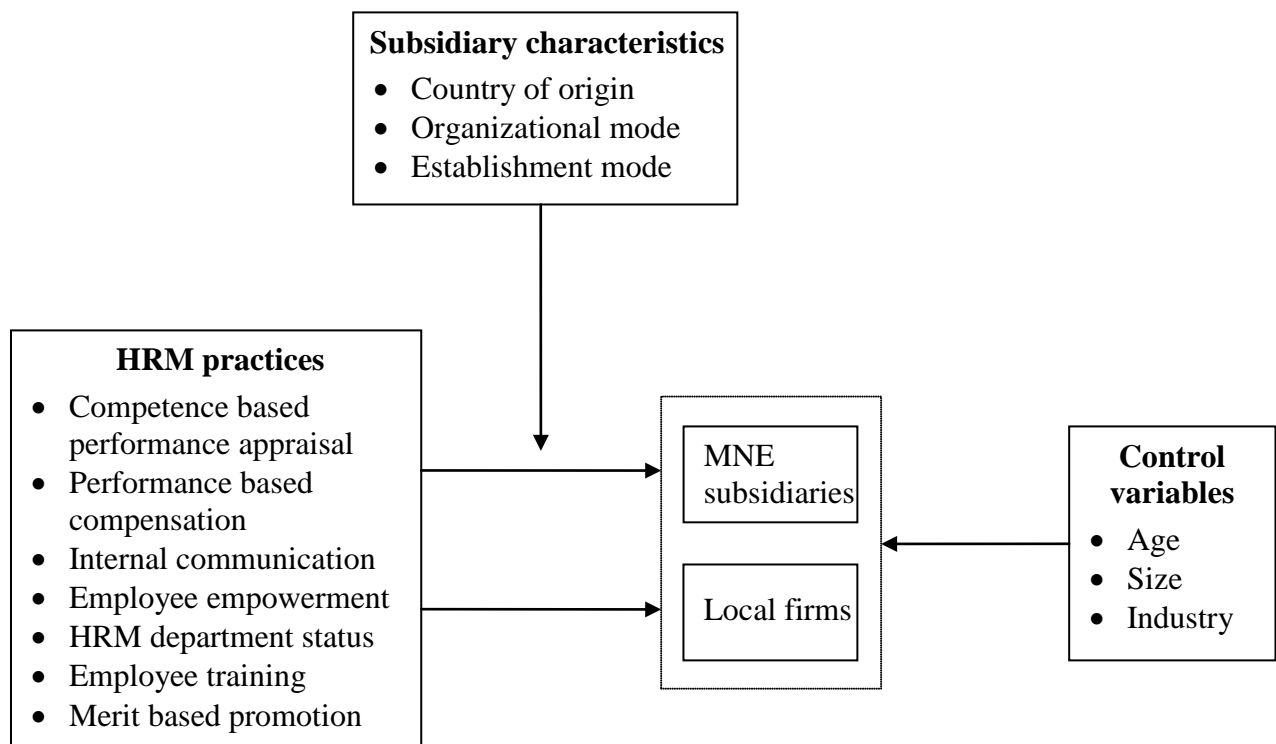 Subsidiary characteristics
• Country of origin
• Organizational mode
• Establishment mode
HRM practices
• Competence based
performance appraisal
• Performance based
compensation
• Internal communication
• Employee empowerment
• HRM department status
• Employee training
• Merit based promotion
MNE
subsidiaries
Local firms
Control
variables
• Age
• Size
• Industry